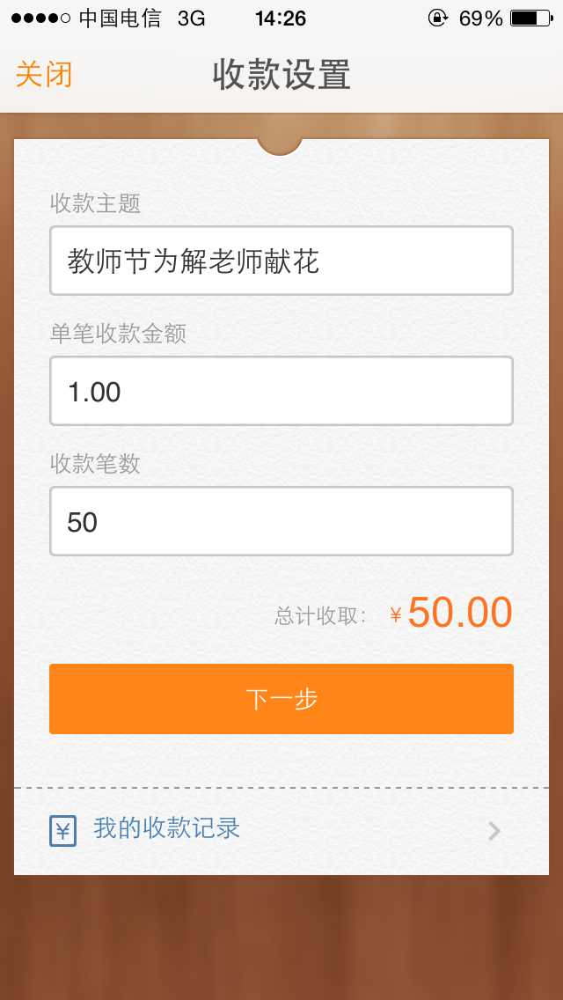 中国电信 3G 14:26 69%
关闭 收款设置
收款主题
教师节为解老师献花
单笔收款金额
1.00
收款笔数
50
总计收取: ¥50.00
下一步
¥ 我的收款记录